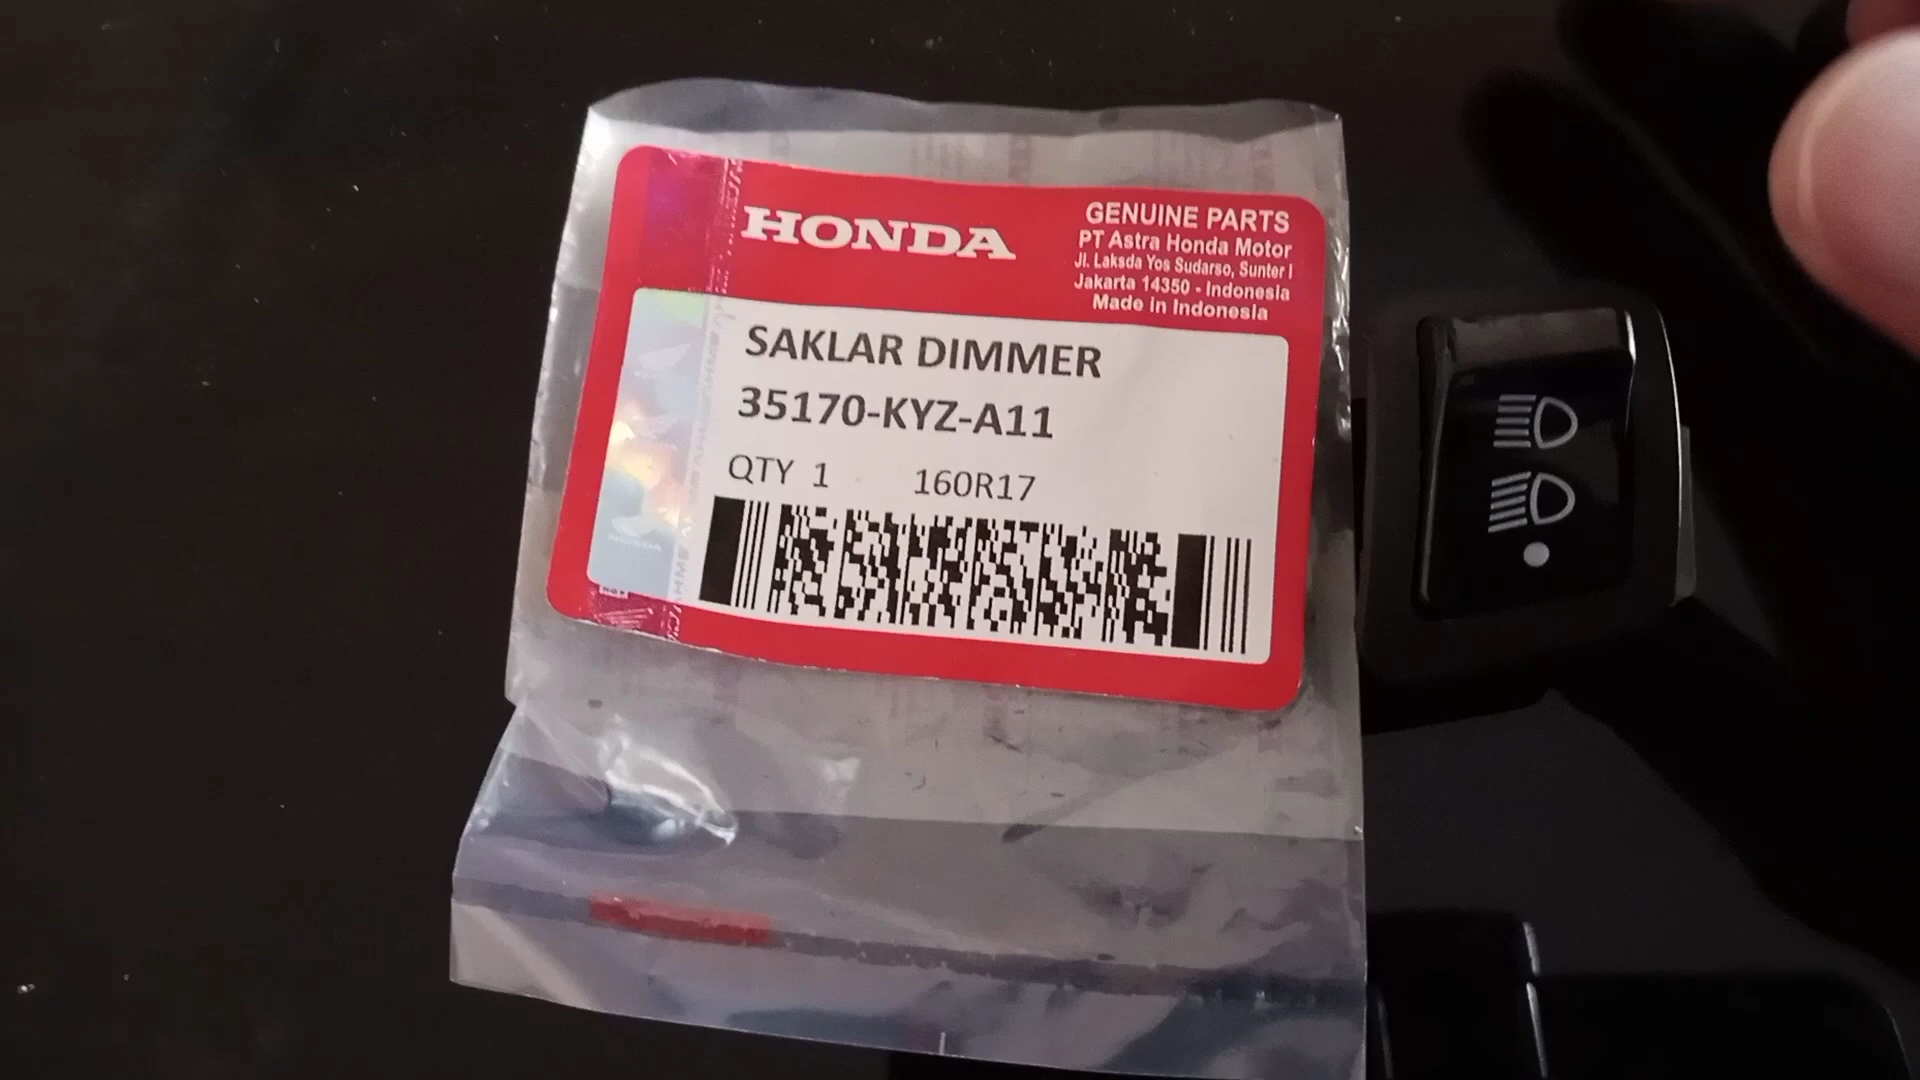 HONDA
GENUINE PARTS
PT Astra Honda Motor
Jl. Laksda Yos Sudarso, Sunter I
Jakarta 14350 - Indonesia
Made in Indonesia
SAKLAR DIMMER
35170-KYZ-A11
QTY 1 160R17
HONDA